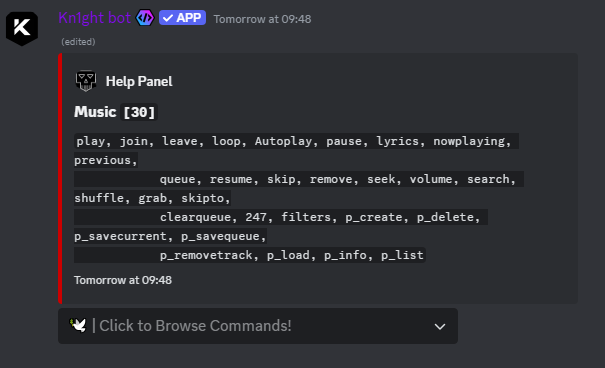 Kn1ght bot APP Tomorrow at 09:48
(edited)
Help Panel
Music [30]
play, join, leave, loop, Autoplay, pause, lyrics, nowplaying,
previous,
queue, resume, skip, remove, seek, volume, search,
shuffle, grab, skipto,
clearqueue, 247, filters, p_create, p_delete,
p_savecurrent, p_savequeue,
p_removetrack, p_load, p_info, p_list
Tomorrow at 09:48
| Click to Browse Commands!